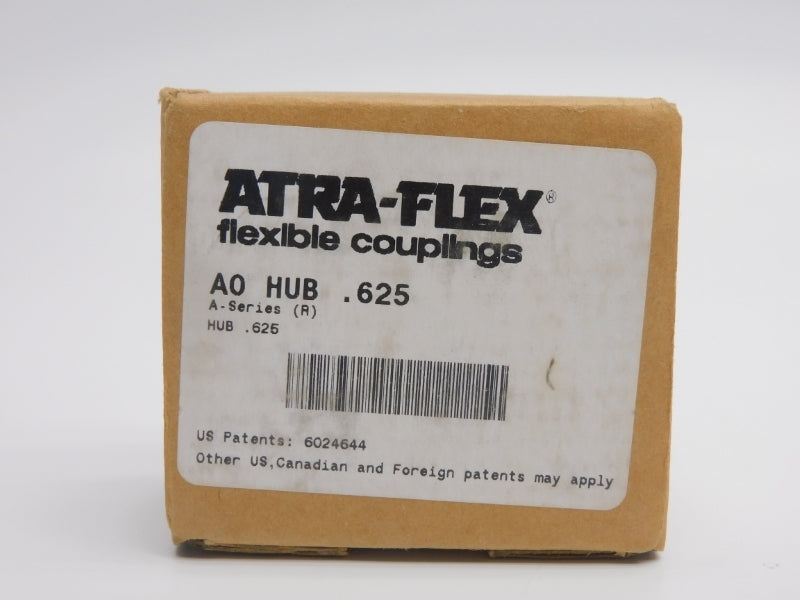 ATRA-FLEX®
flexible couplings
A0 HUB .625
A-Series (R)
HUB .625
US Patents: 6024644
Other US,Canadian and Foreign patents may apply